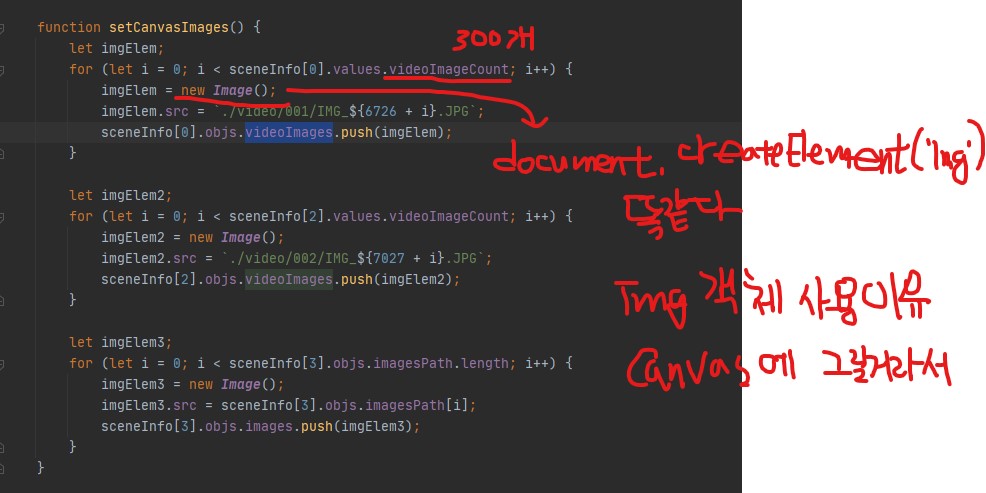 function setCanvasImages() {
300개
let imgElem;
for (let i = 0; i < sceneInfo[0].values.videoImageCount; i++) {
imgElem = new Image();
imgElem.src = `./video/001/IMG_${6726 + i}.JPG`;
sceneInfo[0].objs.videoImages.push(imgElem);
}
document.createElement('img')
똑같다
let imgElem2;
for (let i = 0; i < sceneInfo[2].values.videoImageCount; i++) {
imgElem2 = new Image();
imgElem2.src = `./video/002/IMG_${7027 + i}.JPG`;
sceneInfo[2].objs.videoImages.push(imgElem2);
}
Img 객체 사용이유
Canvas에 그릴거라서
let imgElem3;
for (let i = 0; i < sceneInfo[3].objs.imagesPath.length; i++) {
imgElem3 = new Image();
imgElem3.src = sceneInfo[3].objs.imagesPath[i];
sceneInfo[3].objs.images.push(imgElem3);
}
}